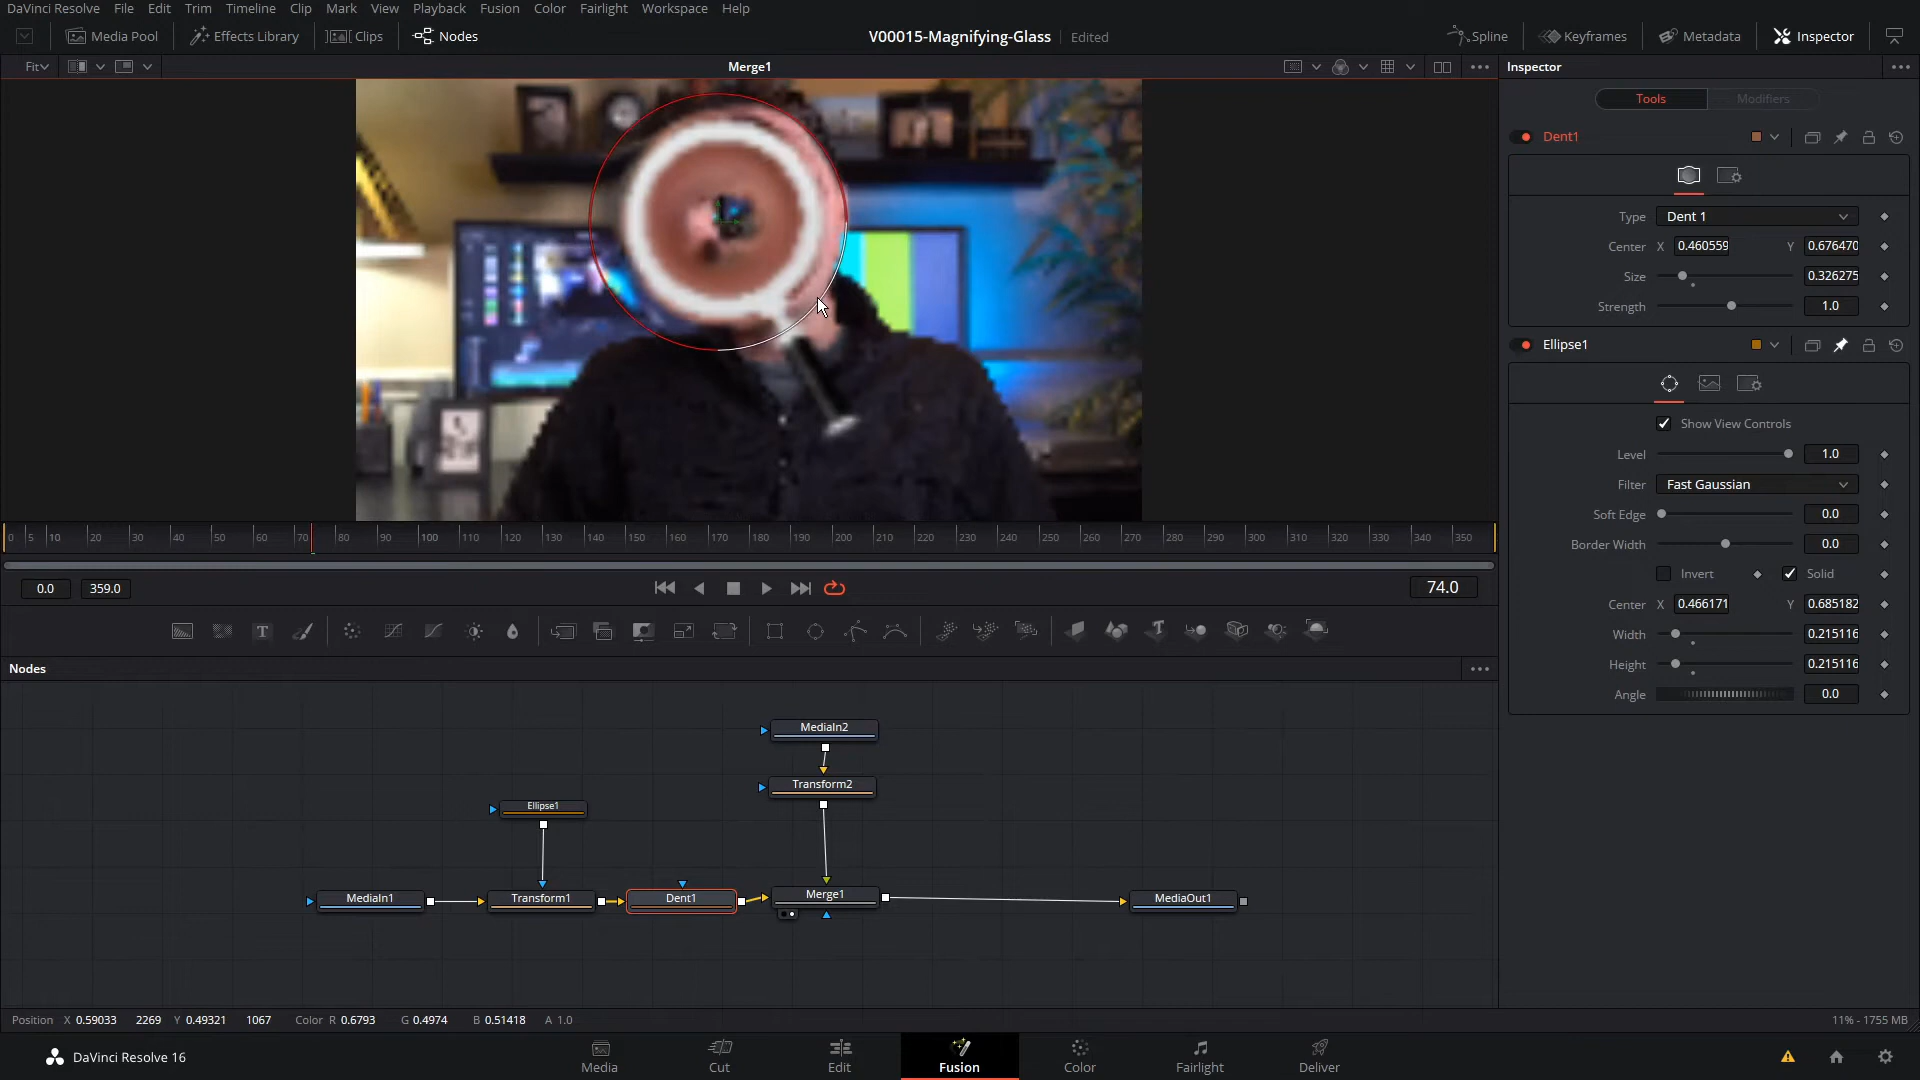 DaVinci Resolve File Edit Trim Timeline Clip Mark View Playback Fusion Color Fairlight Workspace Help
Media Pool Effects Library Clips Nodes V00015-Magnifying-Glass Edited Spline Keyframes Metadata Inspector
Fit Merge1 Inspector
Tools Modifiers
Dent1
Type Dent 1
Center X 0.460559 Y 0.676470
Size 0.326275
Strength 1.0
Ellipse1
Show View Controls
Level 1.0
Filter Fast Gaussian
Soft Edge 0.0
Border Width 0.0
Invert Solid
Center X 0.466171 Y 0.685182
Width 0.215116
Height 0.215116
Angle 0.0
0 5 10 20 30 40 50 60 70 80 90 100 110 120 130 140 150 160 170 180 190 200 210 220 230 240 250 260 270 280 290 300 310 320 330 340 350
0.0 359.0 74.0
T
Nodes
MediaIn2
Transform2
Ellipse1
MediaIn1 Transform1 Dent1 Merge1 MediaOut1
Position X 0.59033 2269 Y 0.49321 1067 Color R 0.6793 G 0.4974 B 0.51418 A 1.0 11% - 1755 MB
DaVinci Resolve 16 Media Cut Edit Fusion Color Fairlight Deliver